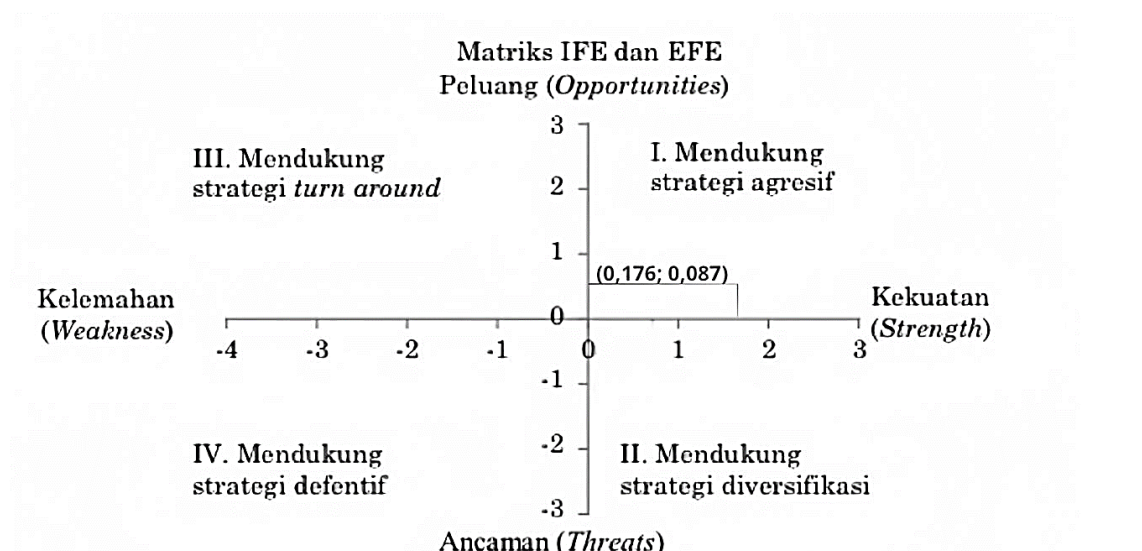 Matriks IFE dan EFE
Peluang (Opportunities)
3
III. Mendukung
strategi turn around
I. Mendukung
strategi agresif
2
1
(0,176; 0,087)
Kelemahan
(Weakness)
0
Kekuatan
(Strength)
-4 -3 -2 -1 0 1 2 3
-1
IV. Mendukung
strategi defentif
-2
II. Mendukung
strategi diversifikasi
-3
Ancaman (Threats)